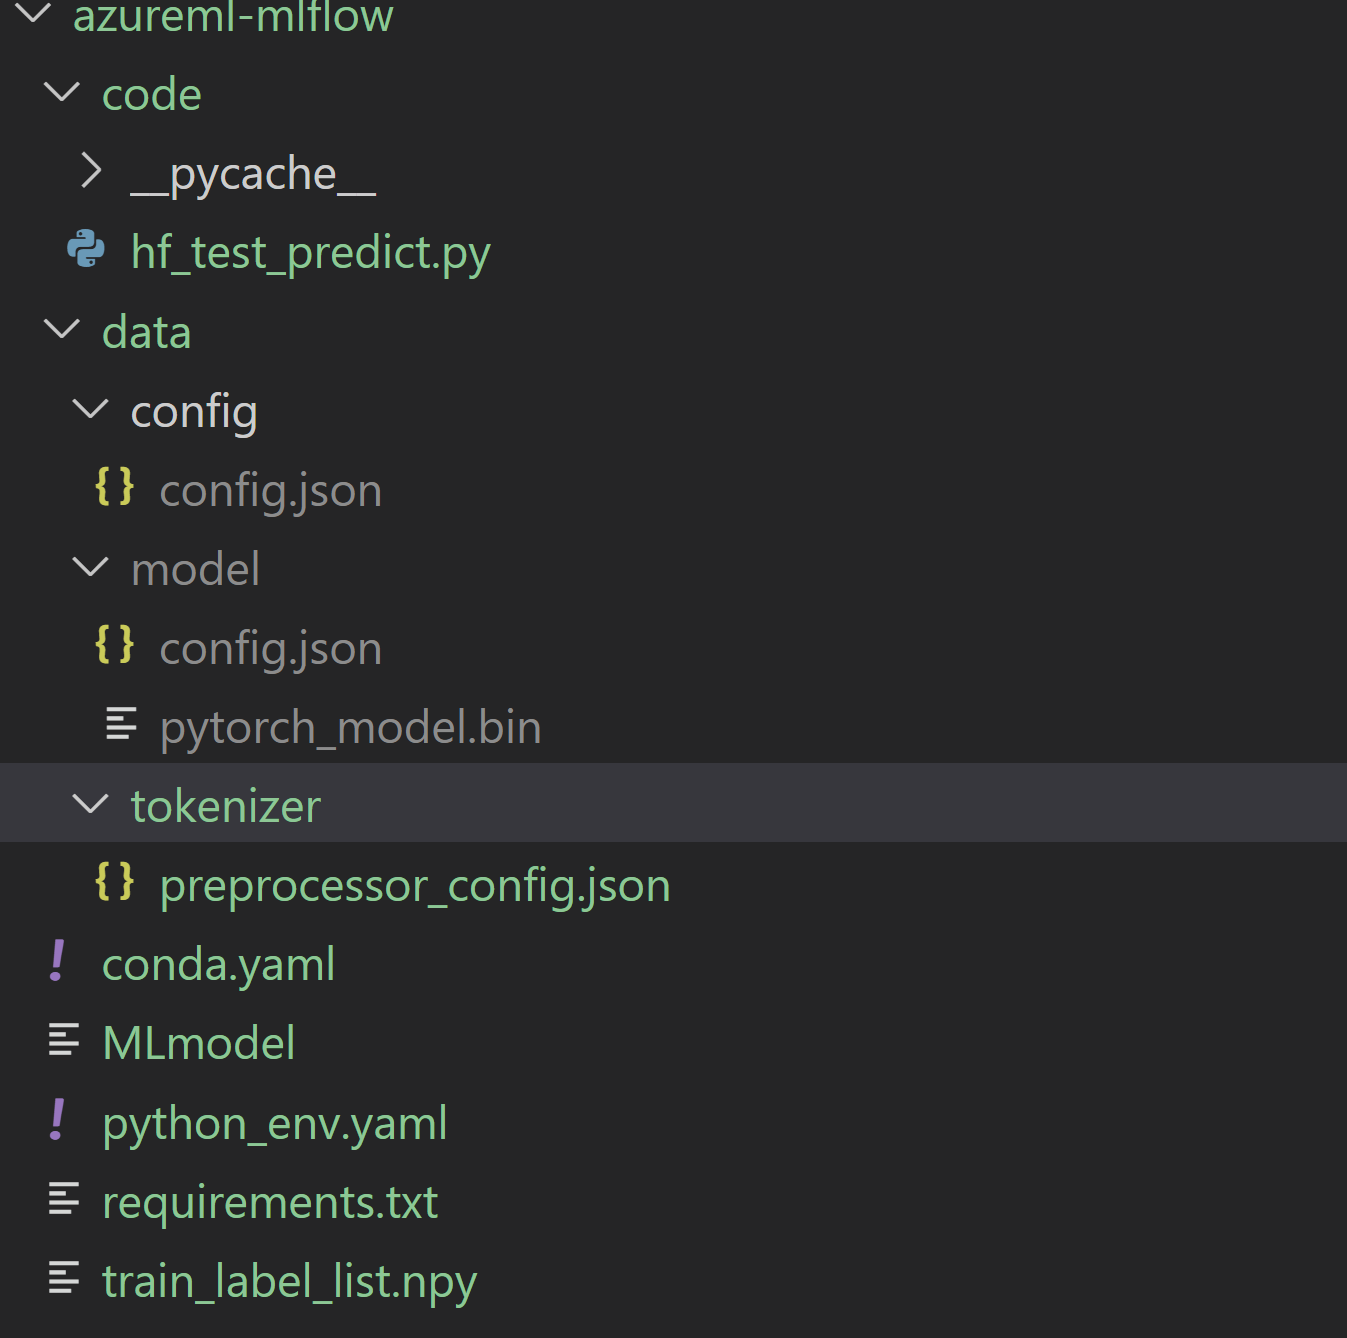 azureml-mlflow
code
__pycache__
hf_test_predict.py
data
config
config.json
model
config.json
pytorch_model.bin
tokenizer
preprocessor_config.json
conda.yaml
MLmodel
python_env.yaml
requirements.txt
train_label_list.npy